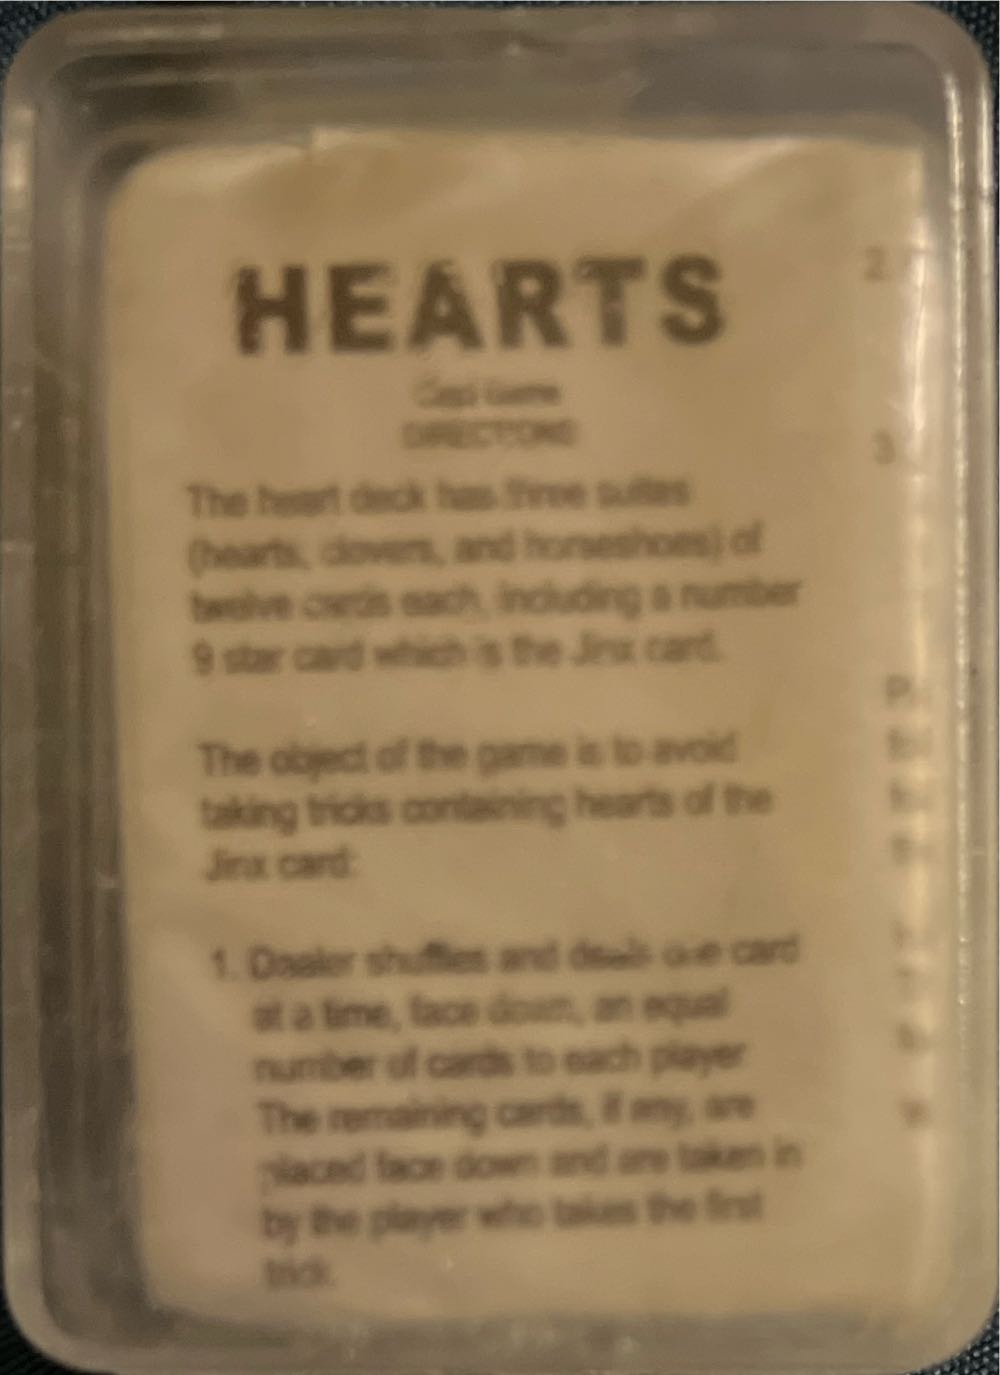 HEARTS
Card Game
DIRECTIONS
The heart deck has three suites
(hearts, clovers, and horseshoes) of
twelve cards each, including a number
9 star card which is the Jinx card.
The object of the game is to avoid
taking tricks containing hearts of the
Jinx card:
1. Dealer shuffles and deals one card
at a time, face down, an equal
number of cards to each player
The remaining cards, if any, are
placed face down and are taken in
by the player who takes the first
trick.
2.
3.